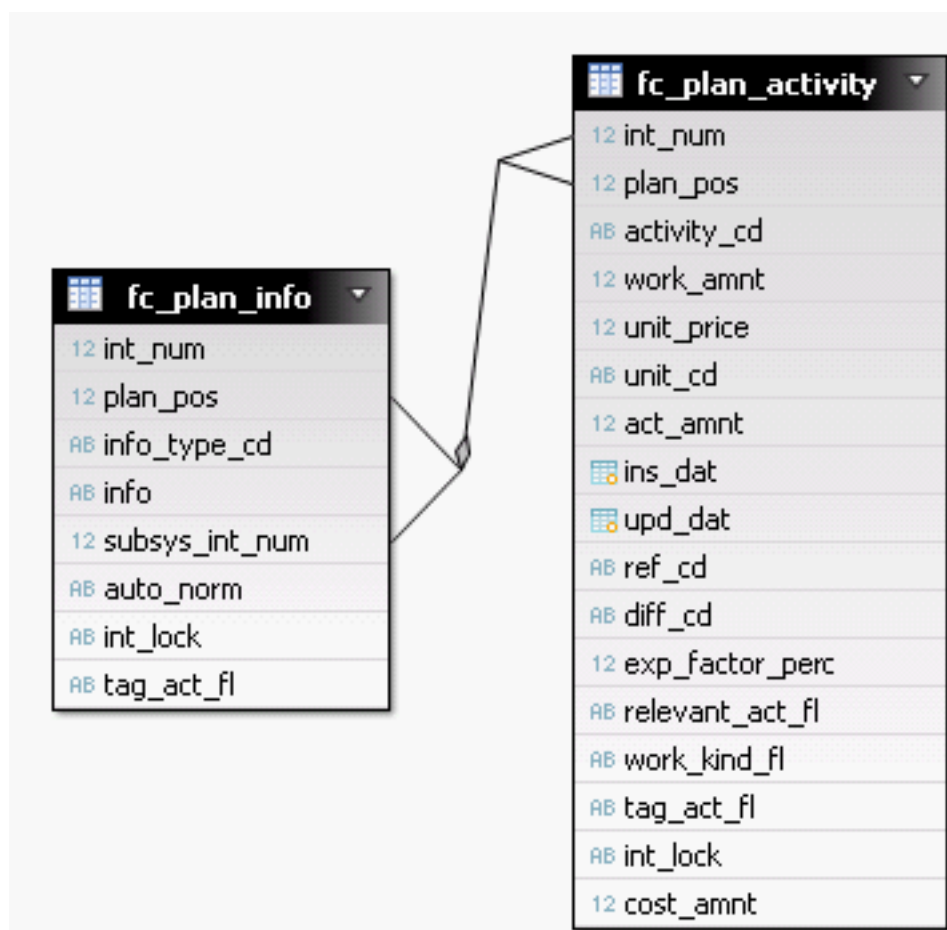 fc_plan_activity
12 int_num
12 plan_pos
AB activity_cd
12 work_amnt
12 unit_price
AB unit_cd
12 act_amnt
ins_dat
upd_dat
AB ref_cd
AB diff_cd
12 exp_factor_perc
AB relevant_act_fl
AB work_kind_fl
AB tag_act_fl
AB int_lock
12 cost_amnt
fc_plan_info
12 int_num
12 plan_pos
AB info_type_cd
AB info
12 subsys_int_num
AB auto_norm
AB int_lock
AB tag_act_fl